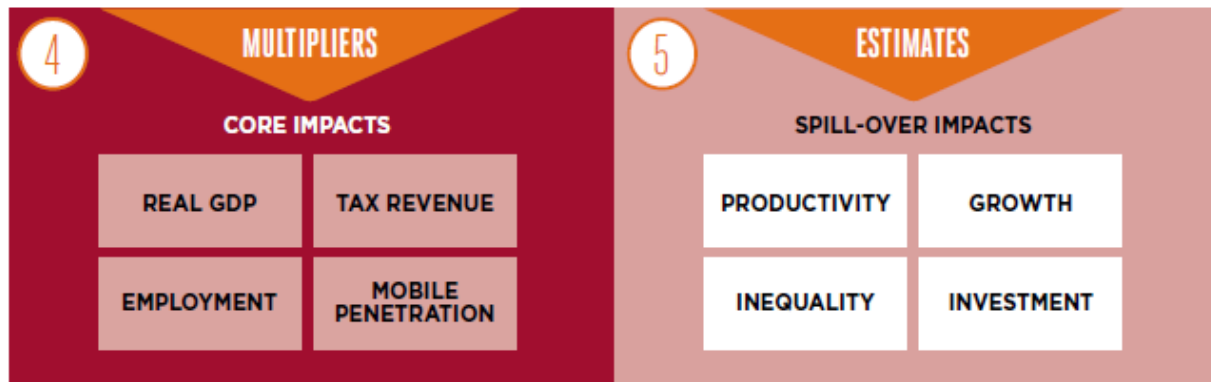 4
MULTIPLIERS
CORE IMPACTS
REAL GDP
TAX REVENUE
EMPLOYMENT
MOBILE
PENETRATION
5
ESTIMATES
SPILL-OVER IMPACTS
PRODUCTIVITY
GROWTH
INEQUALITY
INVESTMENT